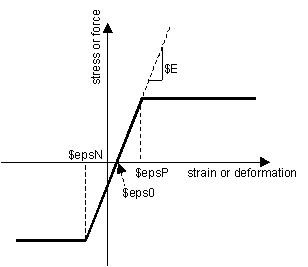 stress or force
$E
$epsN
$epsP
strain or deformation
$eps0